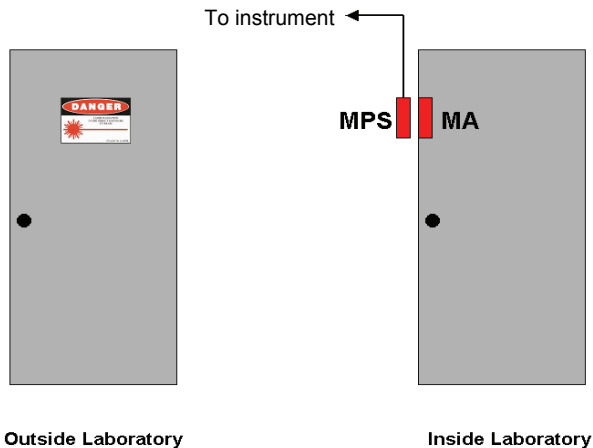 To instrument
DANGER
MPS
MA
Outside Laboratory
Inside Laboratory